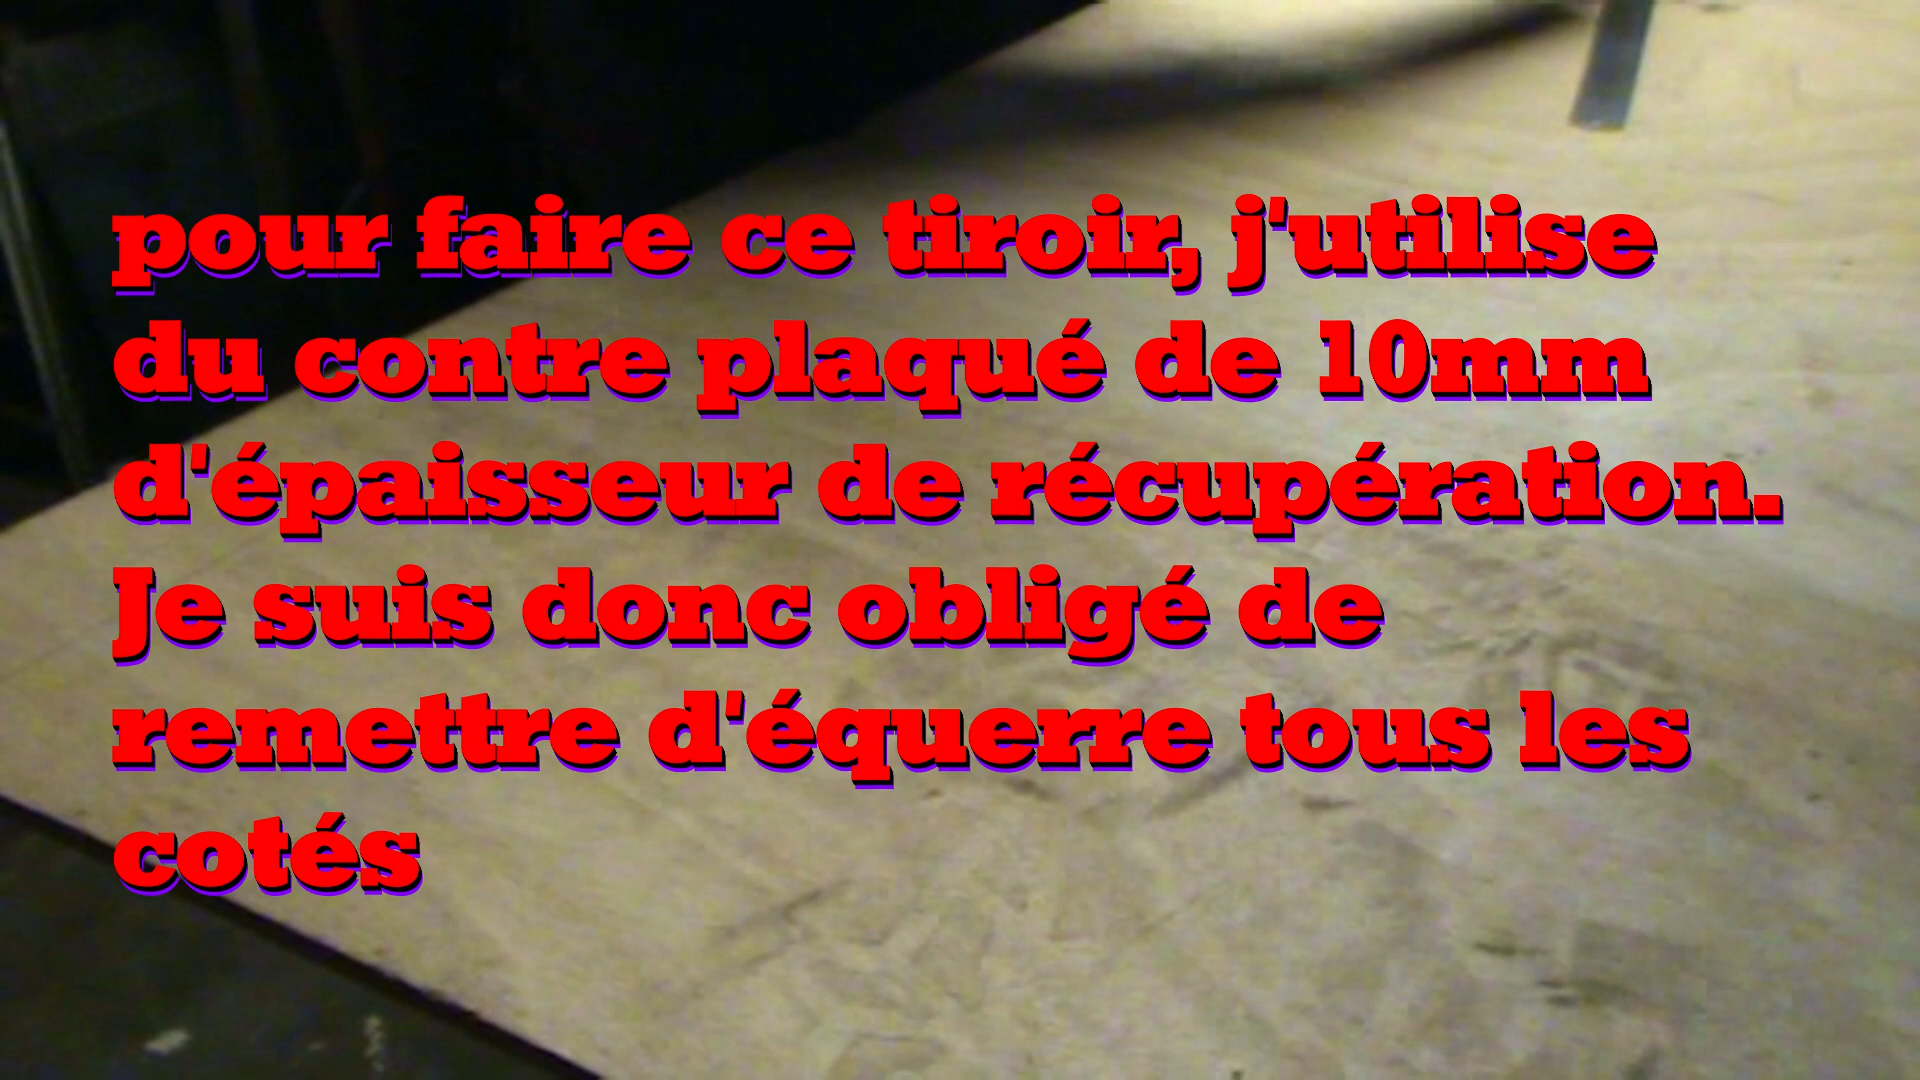 pour faire ce tiroir, j'utilise
du contre plaqué de 10mm
d'épaisseur de récupération.
Je suis donc obligé de
remettre d'équerre tous les
cotés